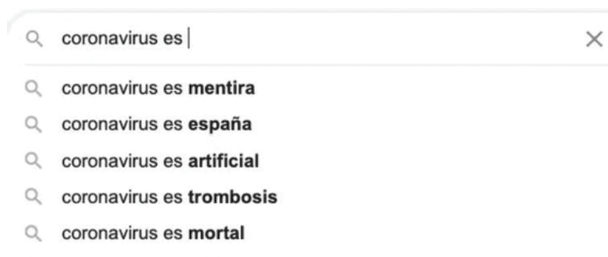 coronavirus es
coronavirus es mentira
coronavirus es españa
coronavirus es artificial
coronavirus es trombosis
coronavirus es mortal